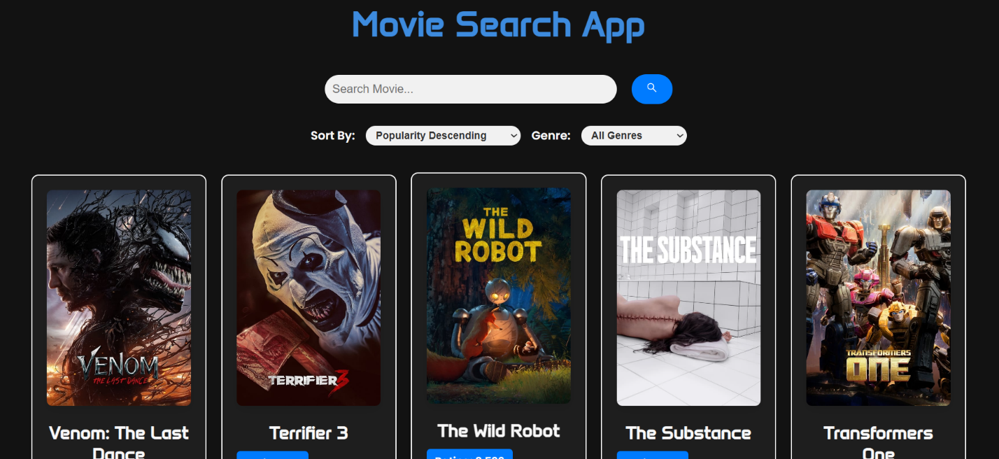 Movie Search App
Search Movie...
Sort By:
Popularity Descending
Genre:
All Genres
VENOM
THE LAST DANCE
TERRIFIER 3
THE
WILD
ROBOT
THE SUBSTANCE
TRANSFORMERS
ONE
Venom: The Last
Dance
Terrifier 3
The Wild Robot
The Substance
Transformers
One